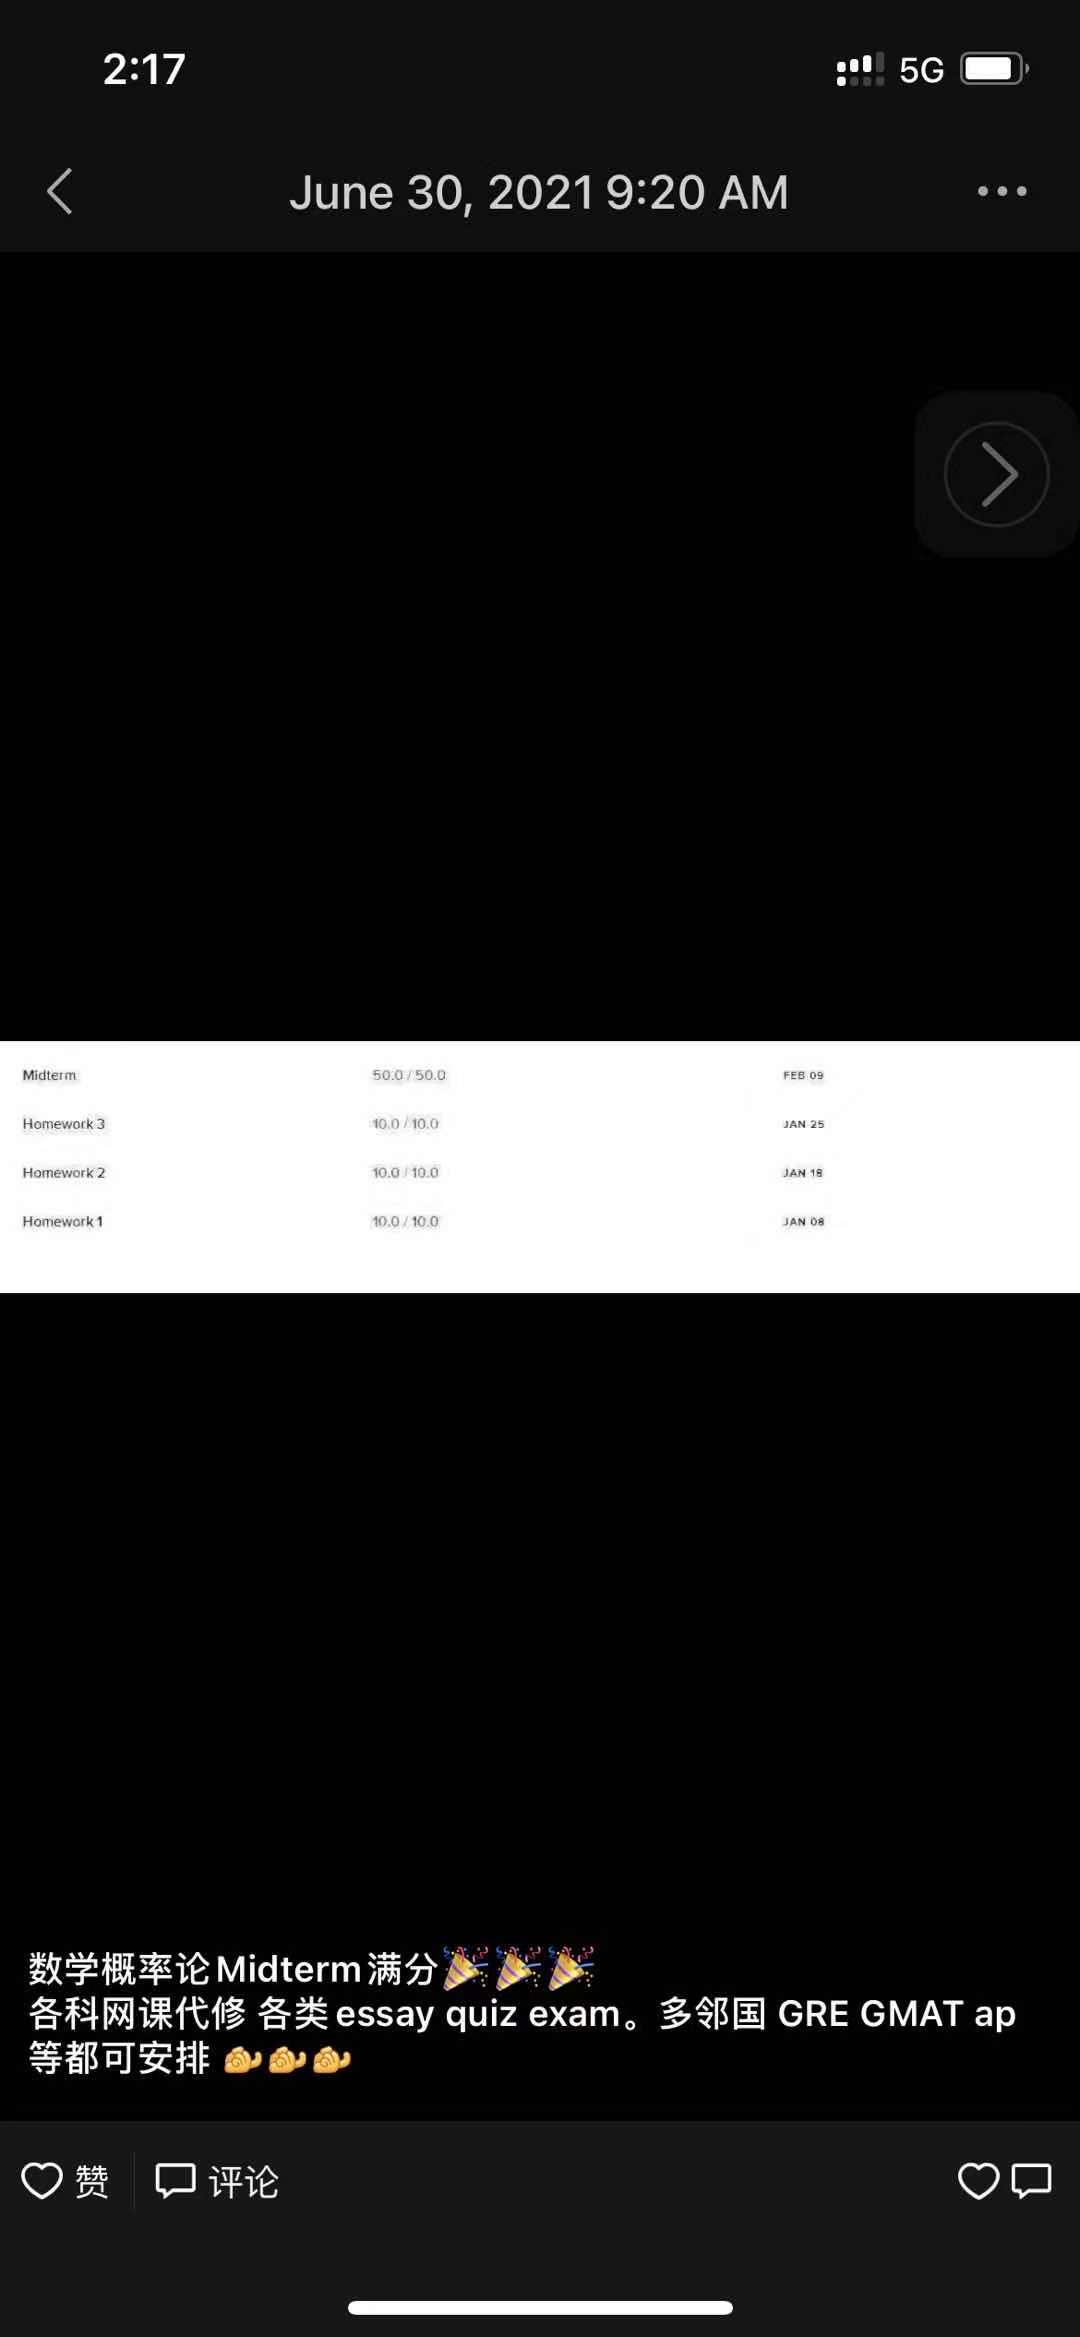 2:17
5G
June 30, 2021 9:20 AM
Midterm 50.0 / 50.0 FEB 09
Homework 3 10.0 / 10.0 JAN 25
Homework 2 10.0 / 10.0 JAN 18
Homework 1 10.0 / 10.0 JAN 08
数学概率论Midterm满分🎉🎉🎉
各科网课代修 各类essay quiz exam。多邻国 GRE GMAT ap
等都可安排
赞 评论